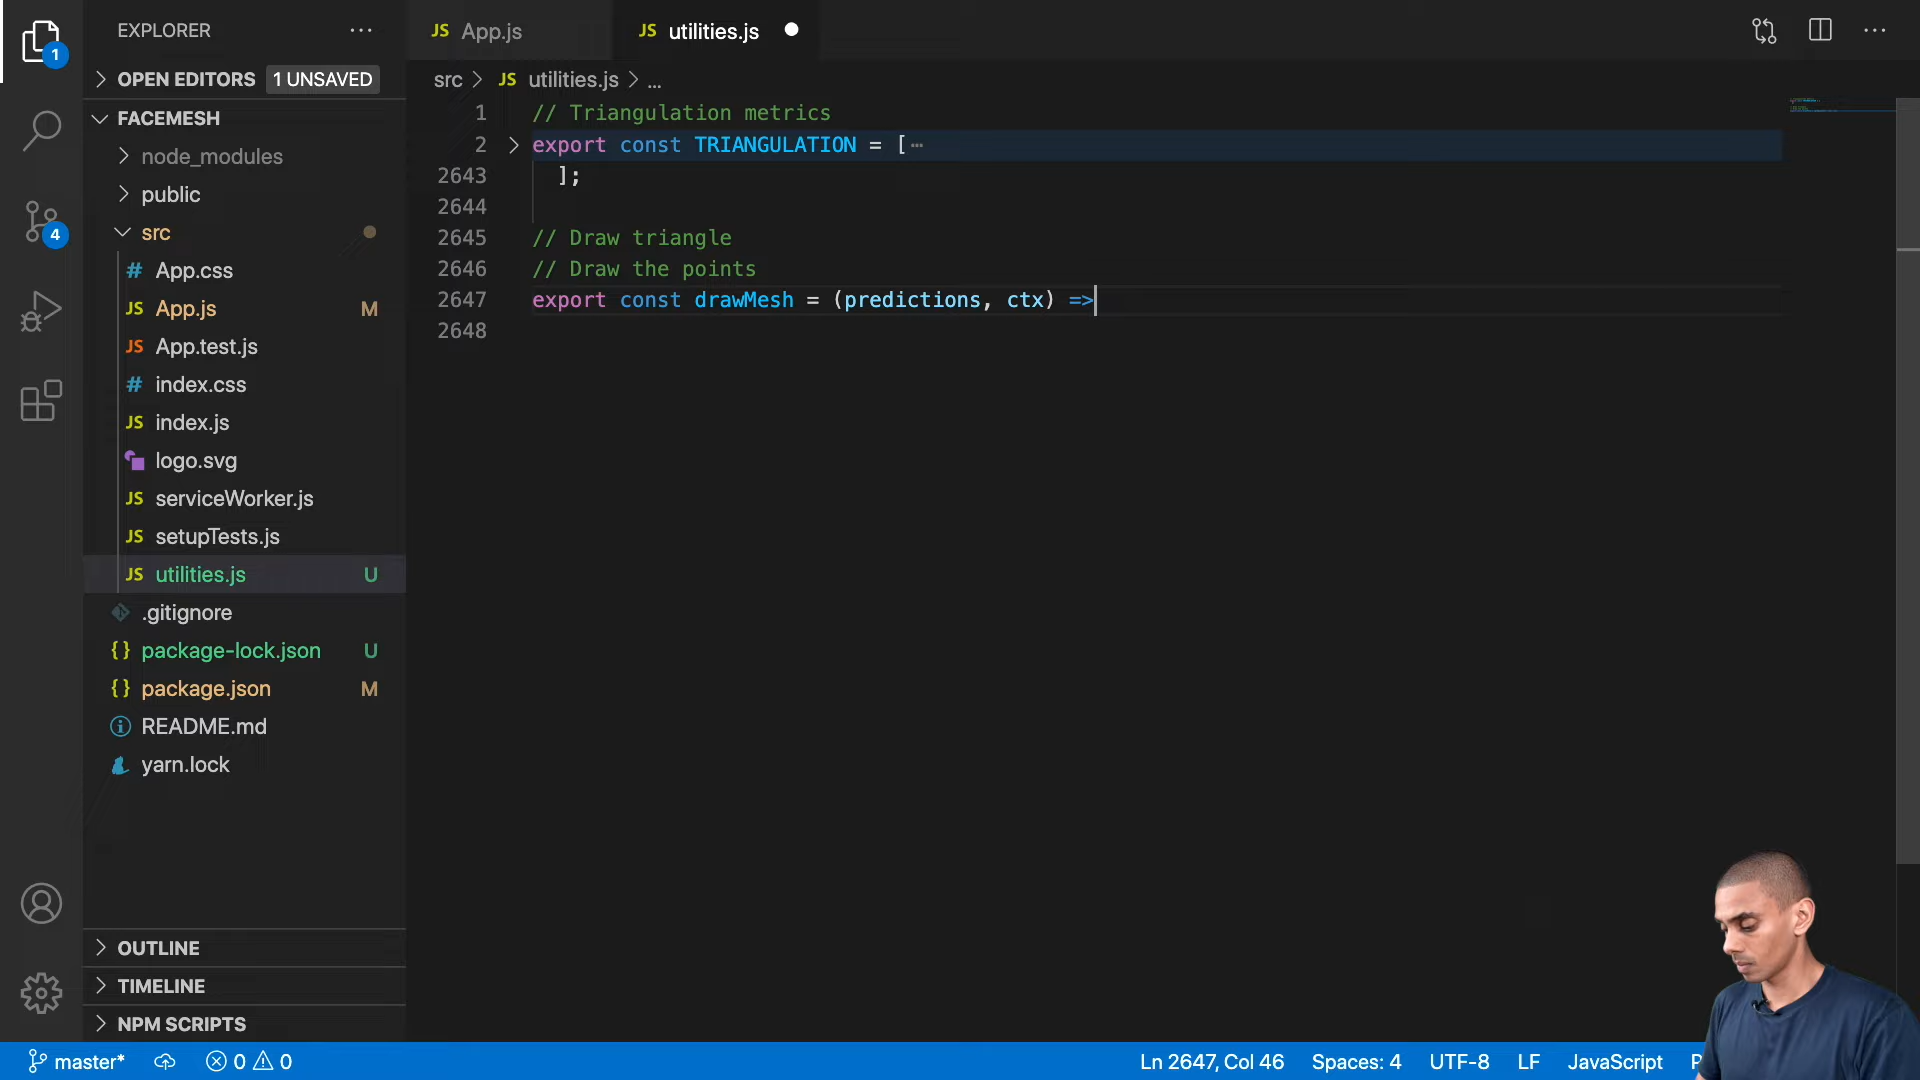 EXPLORER
OPEN EDITORS 1 UNSAVED
FACEMESH
node_modules
public
src
# App.css
JS App.js M
JS App.test.js
# index.css
JS index.js
logo.svg
JS serviceWorker.js
JS setupTests.js
JS utilities.js U
.gitignore
{} package-lock.json U
{} package.json M
README.md
yarn.lock
OUTLINE
TIMELINE
NPM SCRIPTS
1
4
JS App.js
JS utilities.js
src > JS utilities.js > ...
1 // Triangulation metrics
2 export const TRIANGULATION = [ ...
2643 ];
2644
2645 // Draw triangle
2646 // Draw the points
2647 export const drawMesh = (predictions, ctx) =>
2648
master* 0 0 Ln 2647, Col 46 Spaces: 4 UTF-8 LF JavaScript